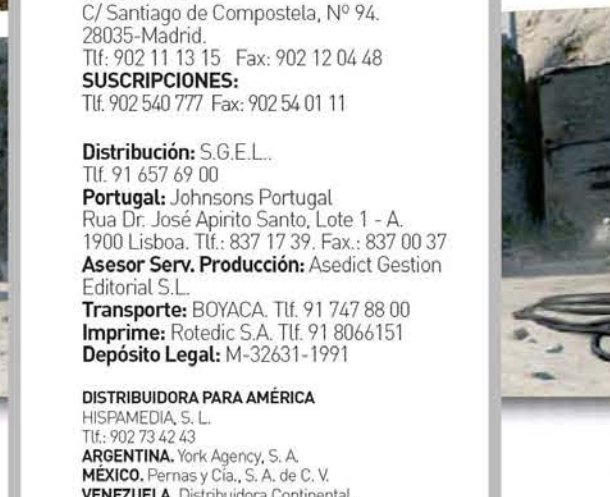 C/ Santiago de Compostela, Nº 94.
28035-Madrid.
Tlf: 902 11 13 15 Fax: 902 12 04 48
SUSCRIPCIONES:
Tlf. 902 540 777 Fax: 902 54 01 11
Distribución: S.G.E.L..
Tlf. 91 657 69 00
Portugal: Johnsons Portugal
Rua Dr. José Apirito Santo, Lote 1 - A.
1900 Lisboa. Tlf.: 837 17 39. Fax.: 837 00 37
Asesor Serv. Producción: Asedict Gestion
Editorial S.L.
Transporte: BOYACA. Tlf. 91 747 88 00
Imprime: Rotedic S.A. Tlf. 91 8066151
Depósito Legal: M-32631-1991
DISTRIBUIDORA PARA AMÉRICA
HISPAMEDIA, S. L.
Tlf.: 902 73 42 43
ARGENTINA. York Agency, S. A.
MÉXICO. Pernas y Cía., S. A. de C. V.
VENEZUELA. Distribuidora Continental